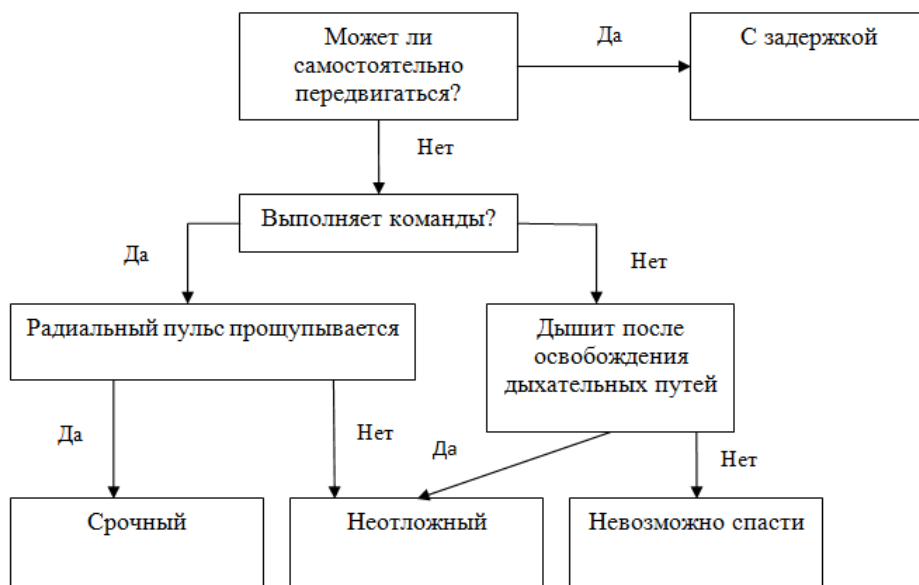 Может ли
самостоятельно
передвигаться?
Да
С задержкой
Нет
Выполняет команды?
Да
Нет
Радиальный пульс прощупывается
Дышит после
освобождения
дыхательных путей
Да
Нет
Да
Нет
Срочный
Неотложный
Невозможно спасти